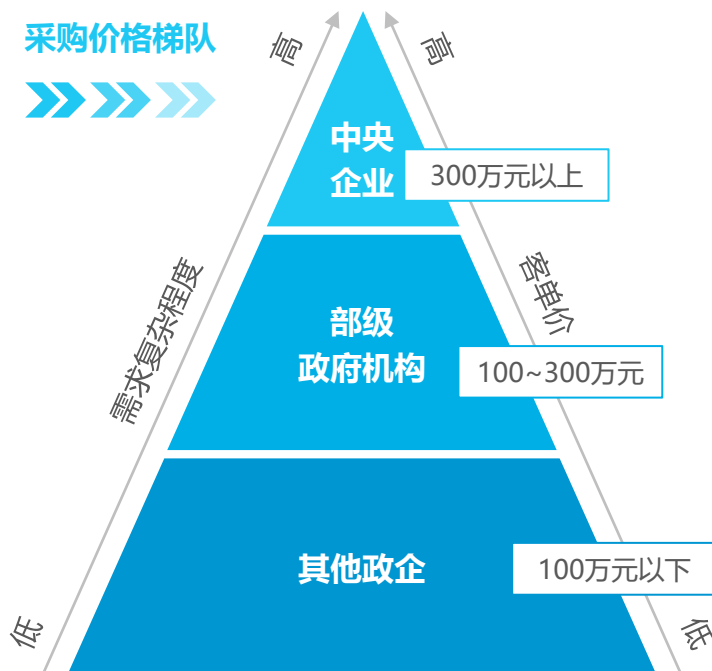 采购价格梯队
高
高
中央
企业
300万元以上
需求复杂程度
客单价
部级
政府机构
100~300万元
其他政企
100万元以下
低
低